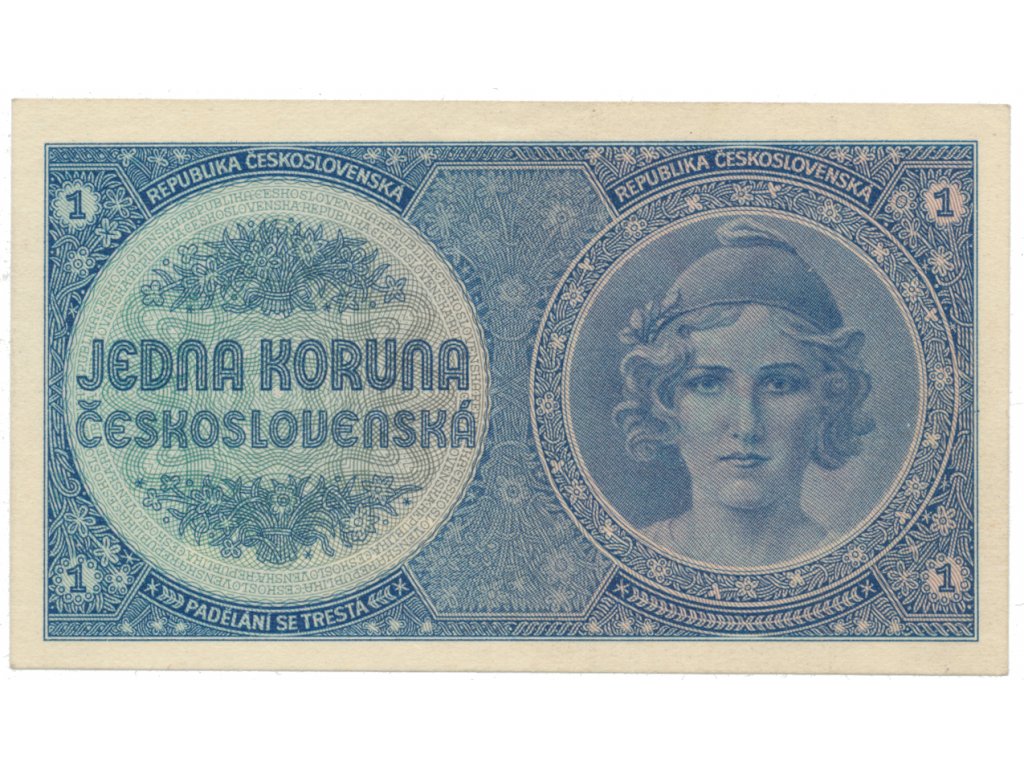 REPUBLIKA ČESKOSLOVENSKÁ
REPUBLIKA ČESKOSLOVENSKÁ
1
1
JEDNA KORUNA
ČESKOSLOVENSKÁ
1
1
PADĚLÁNÍ SE TRESTÁ